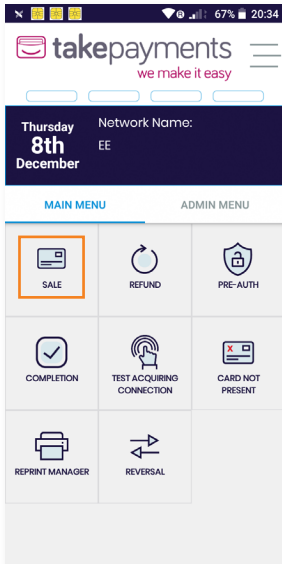 67% 20:34
takepayments
we make it easy
Thursday
8th
December
Network Name:
EE
MAIN MENU
ADMIN MENU
SALE
REFUND
PRE-AUTH
COMPLETION
TEST ACQUIRING
CONNECTION
CARD NOT
PRESENT
REPRINT MANAGER
REVERSAL